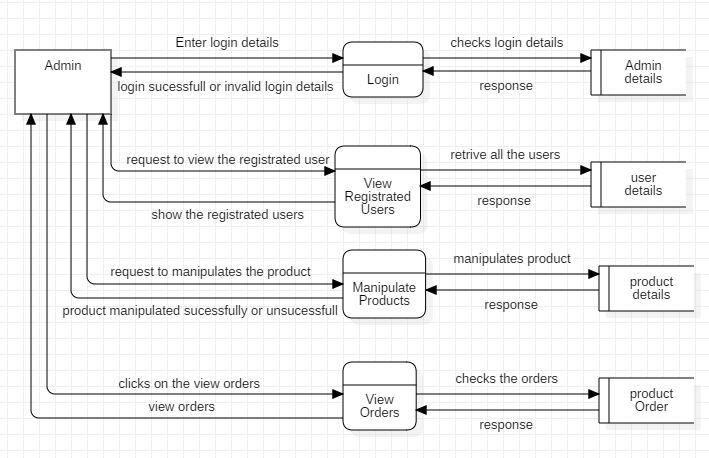 Enter login details
checks login details
Admin
Login
Admin
details
login sucessfull or invalid login details
response
request to view the registrated user
retrive all the users
View
Registrated
Users
user
details
show the registrated users
response
request to manipulates the product
manipulates product
Manipulate
Products
product
details
product manipulated sucessfully or unsucessfull
response
clicks on the view orders
checks the orders
View
Orders
product
Order
view orders
response